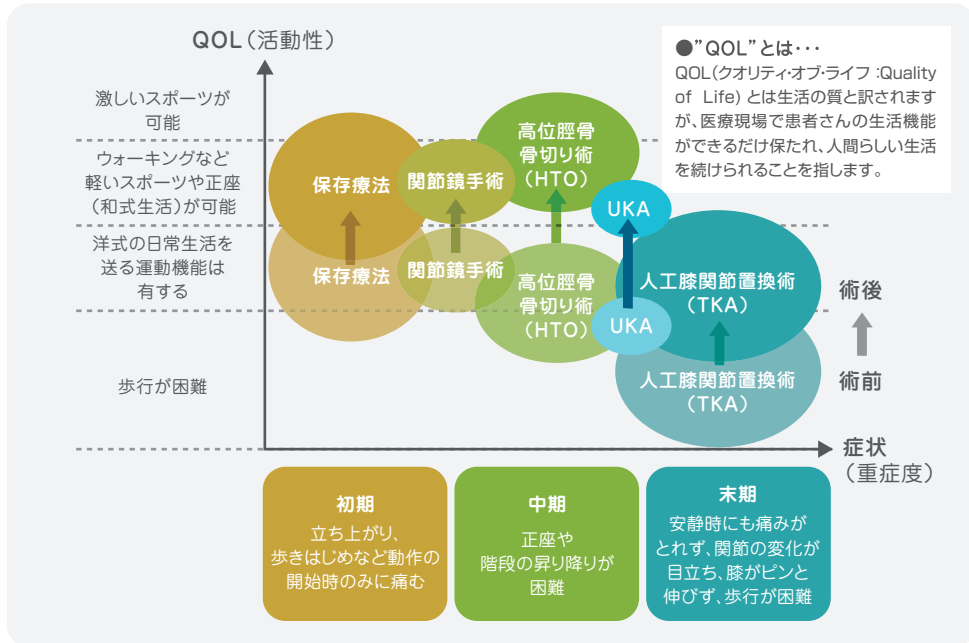 QOL（活動性）
●”QOL”とは･･･
QOL（クオリティ・オブ・ライフ：Quality
of Life）とは生活の質と訳されます
が、医療現場で患者さんの生活機能
ができるだけ保たれ、人間らしい生活
を続けられることを指します。
激しいスポーツが
可能
ウォーキングなど
軽いスポーツや正座
（和式生活）が可能
洋式の日常生活を
送る運動機能は
有する
歩行が困難
保存療法
保存療法
関節鏡手術
関節鏡手術
高位脛骨
骨切り術
（HTO）
高位脛骨
骨切り術
（HTO）
UKA
UKA
人工膝関節置換術
（TKA）
人工膝関節置換術
（TKA）
術後
術前
症状
（重症度）
初期
立ち上がり、
歩きはじめなど動作の
開始時のみに痛む
中期
正座や
階段の昇り降りが
困難
末期
安静時にも痛みが
とれず、関節の変化が
目立ち、膝がピンと
伸びず、歩行が困難